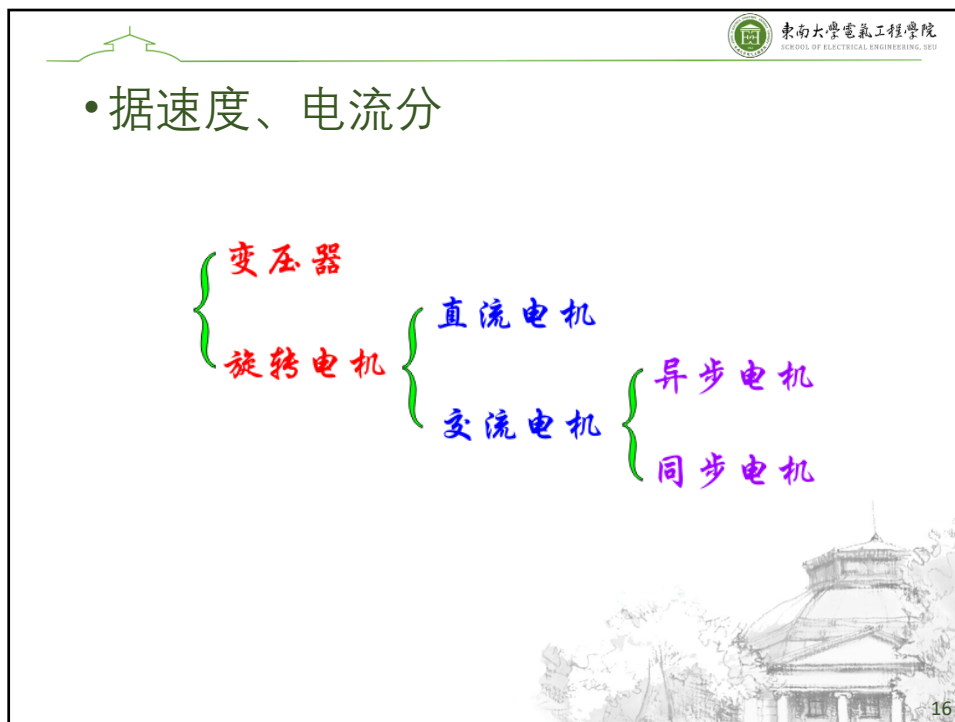 東南大學電氣工程學院
SCHOOL OF ELECTRICAL ENGINEERING, SEU
•据速度、电流分
变压器
直流电机
旋转电机
异步电机
交流电机
同步电机
16